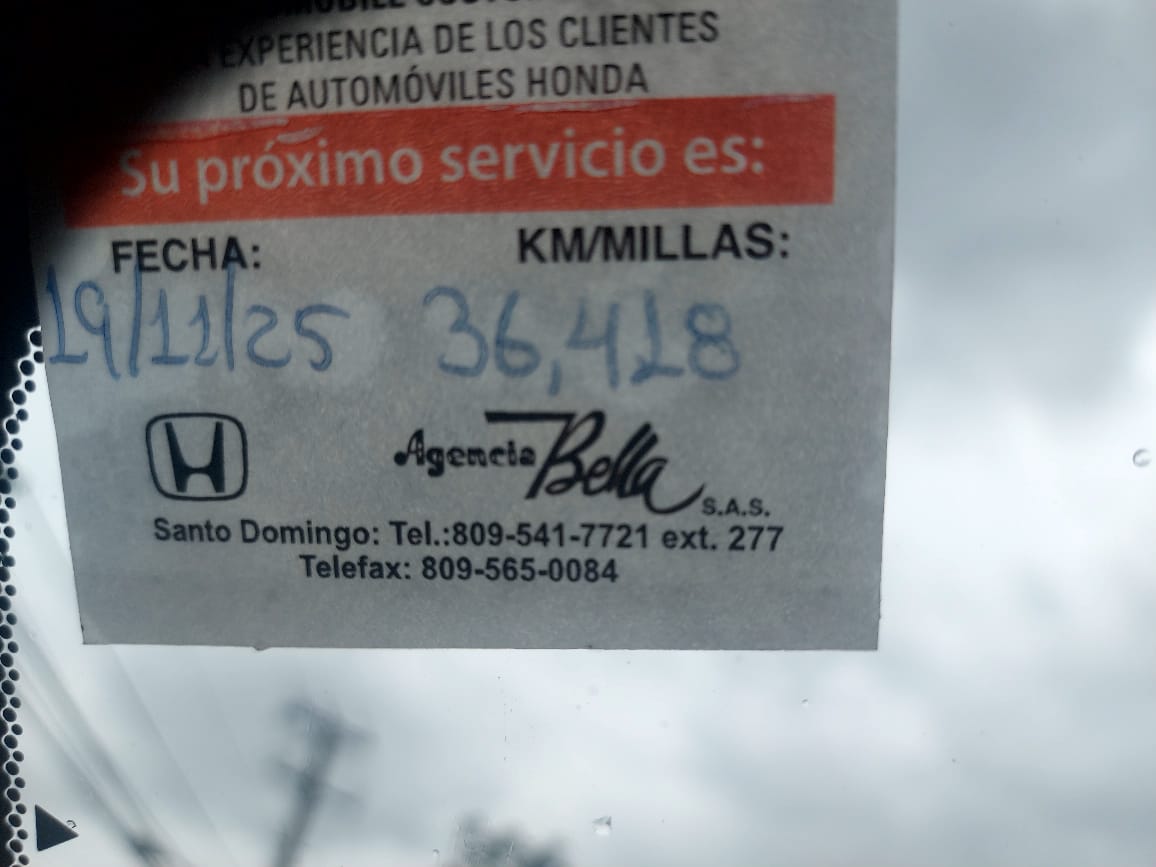 EXPERIENCIA DE LOS CLIENTES
DE AUTOMÓVILES HONDA
Su próximo servicio es:
FECHA: KM/MILLAS:
19/11/25 36,418
Agencia Bella S.A.S.
Santo Domingo: Tel.:809-541-7721 ext. 277
Telefax: 809-565-0084